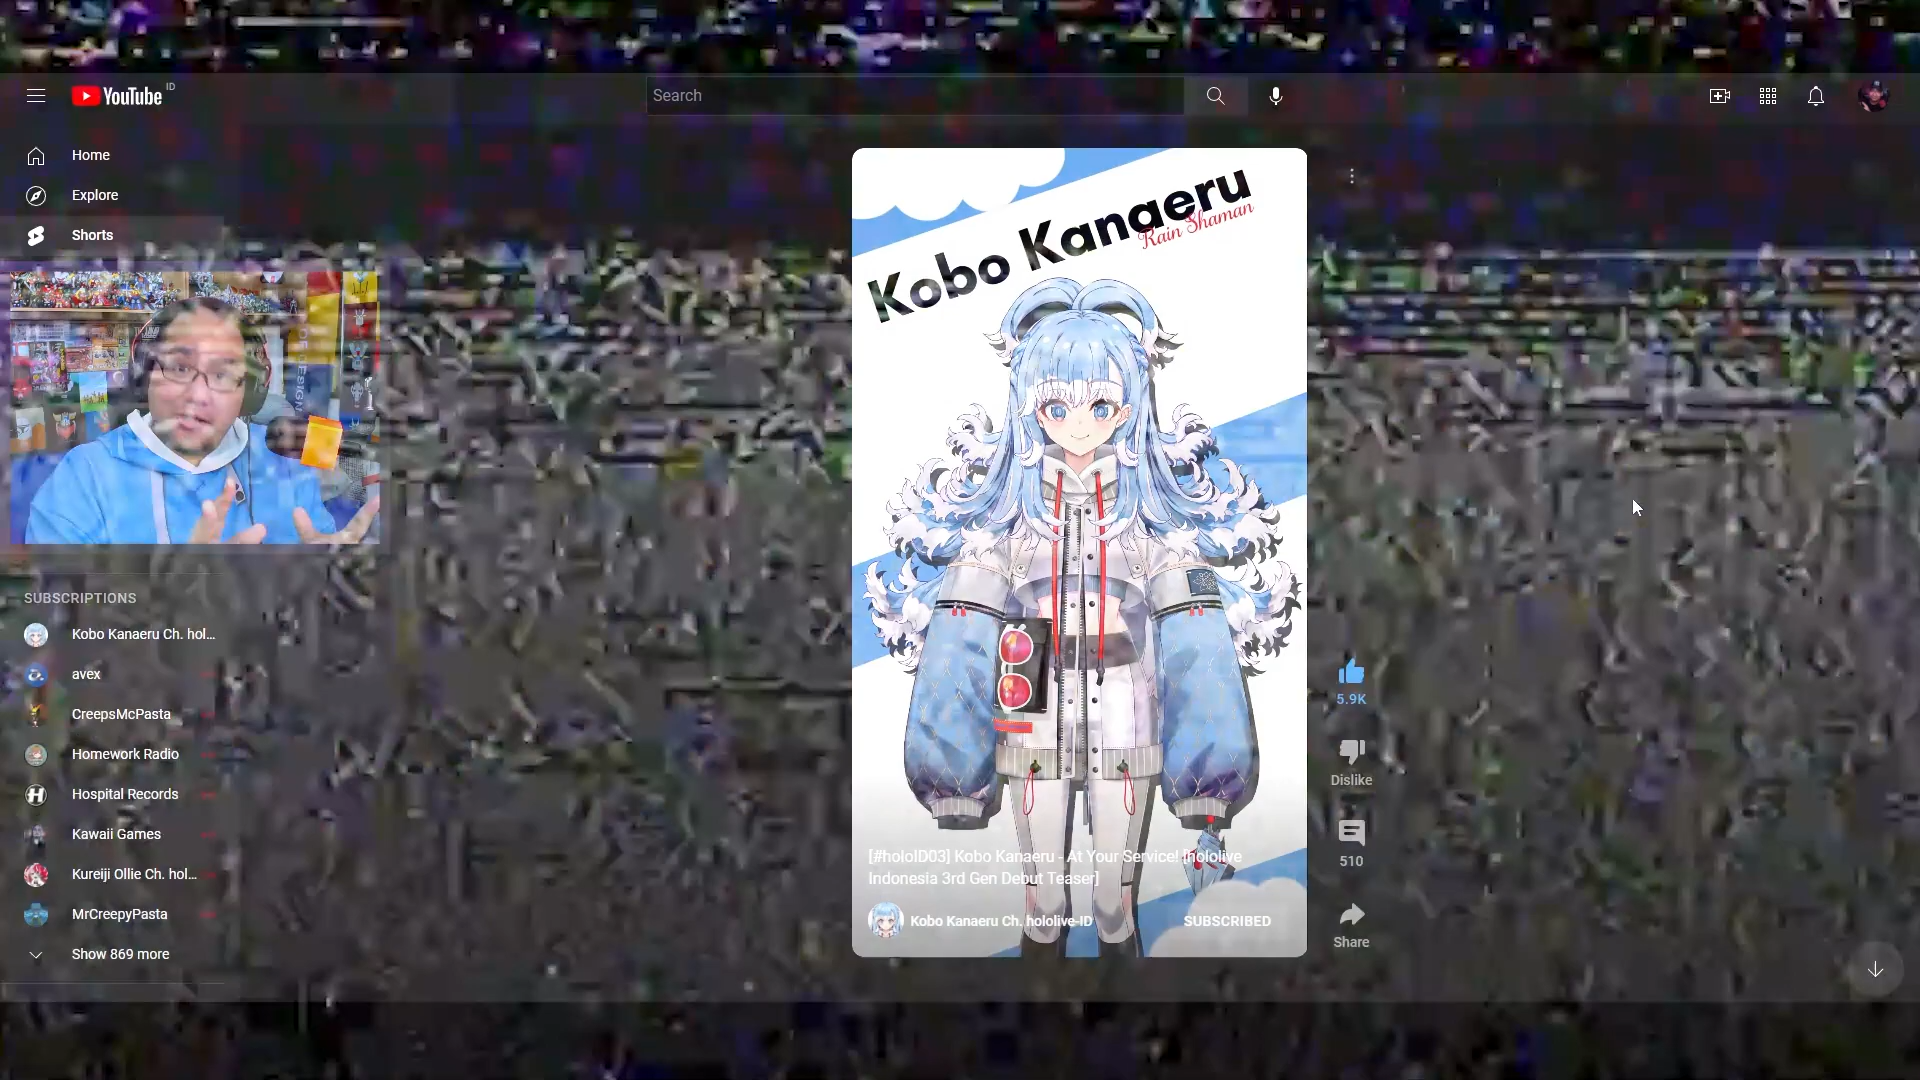 YouTube ID
Search
Home
Explore
Shorts
SUBSCRIPTIONS
Kobo Kanaeru Ch. hol...
avex
CreepsMcPasta
Homework Radio
Hospital Records
Kawaii Games
Kureiji Ollie Ch. hol...
MrCreepyPasta
Show 869 more
Kobo Kanaeru
Rain Shaman
[#holoID03] Kobo Kanaeru - At Your Service! [hololive
Indonesia 3rd Gen Debut Teaser]
Kobo Kanaeru Ch. hololive-ID
SUBSCRIBED
5.9K
Dislike
510
Share